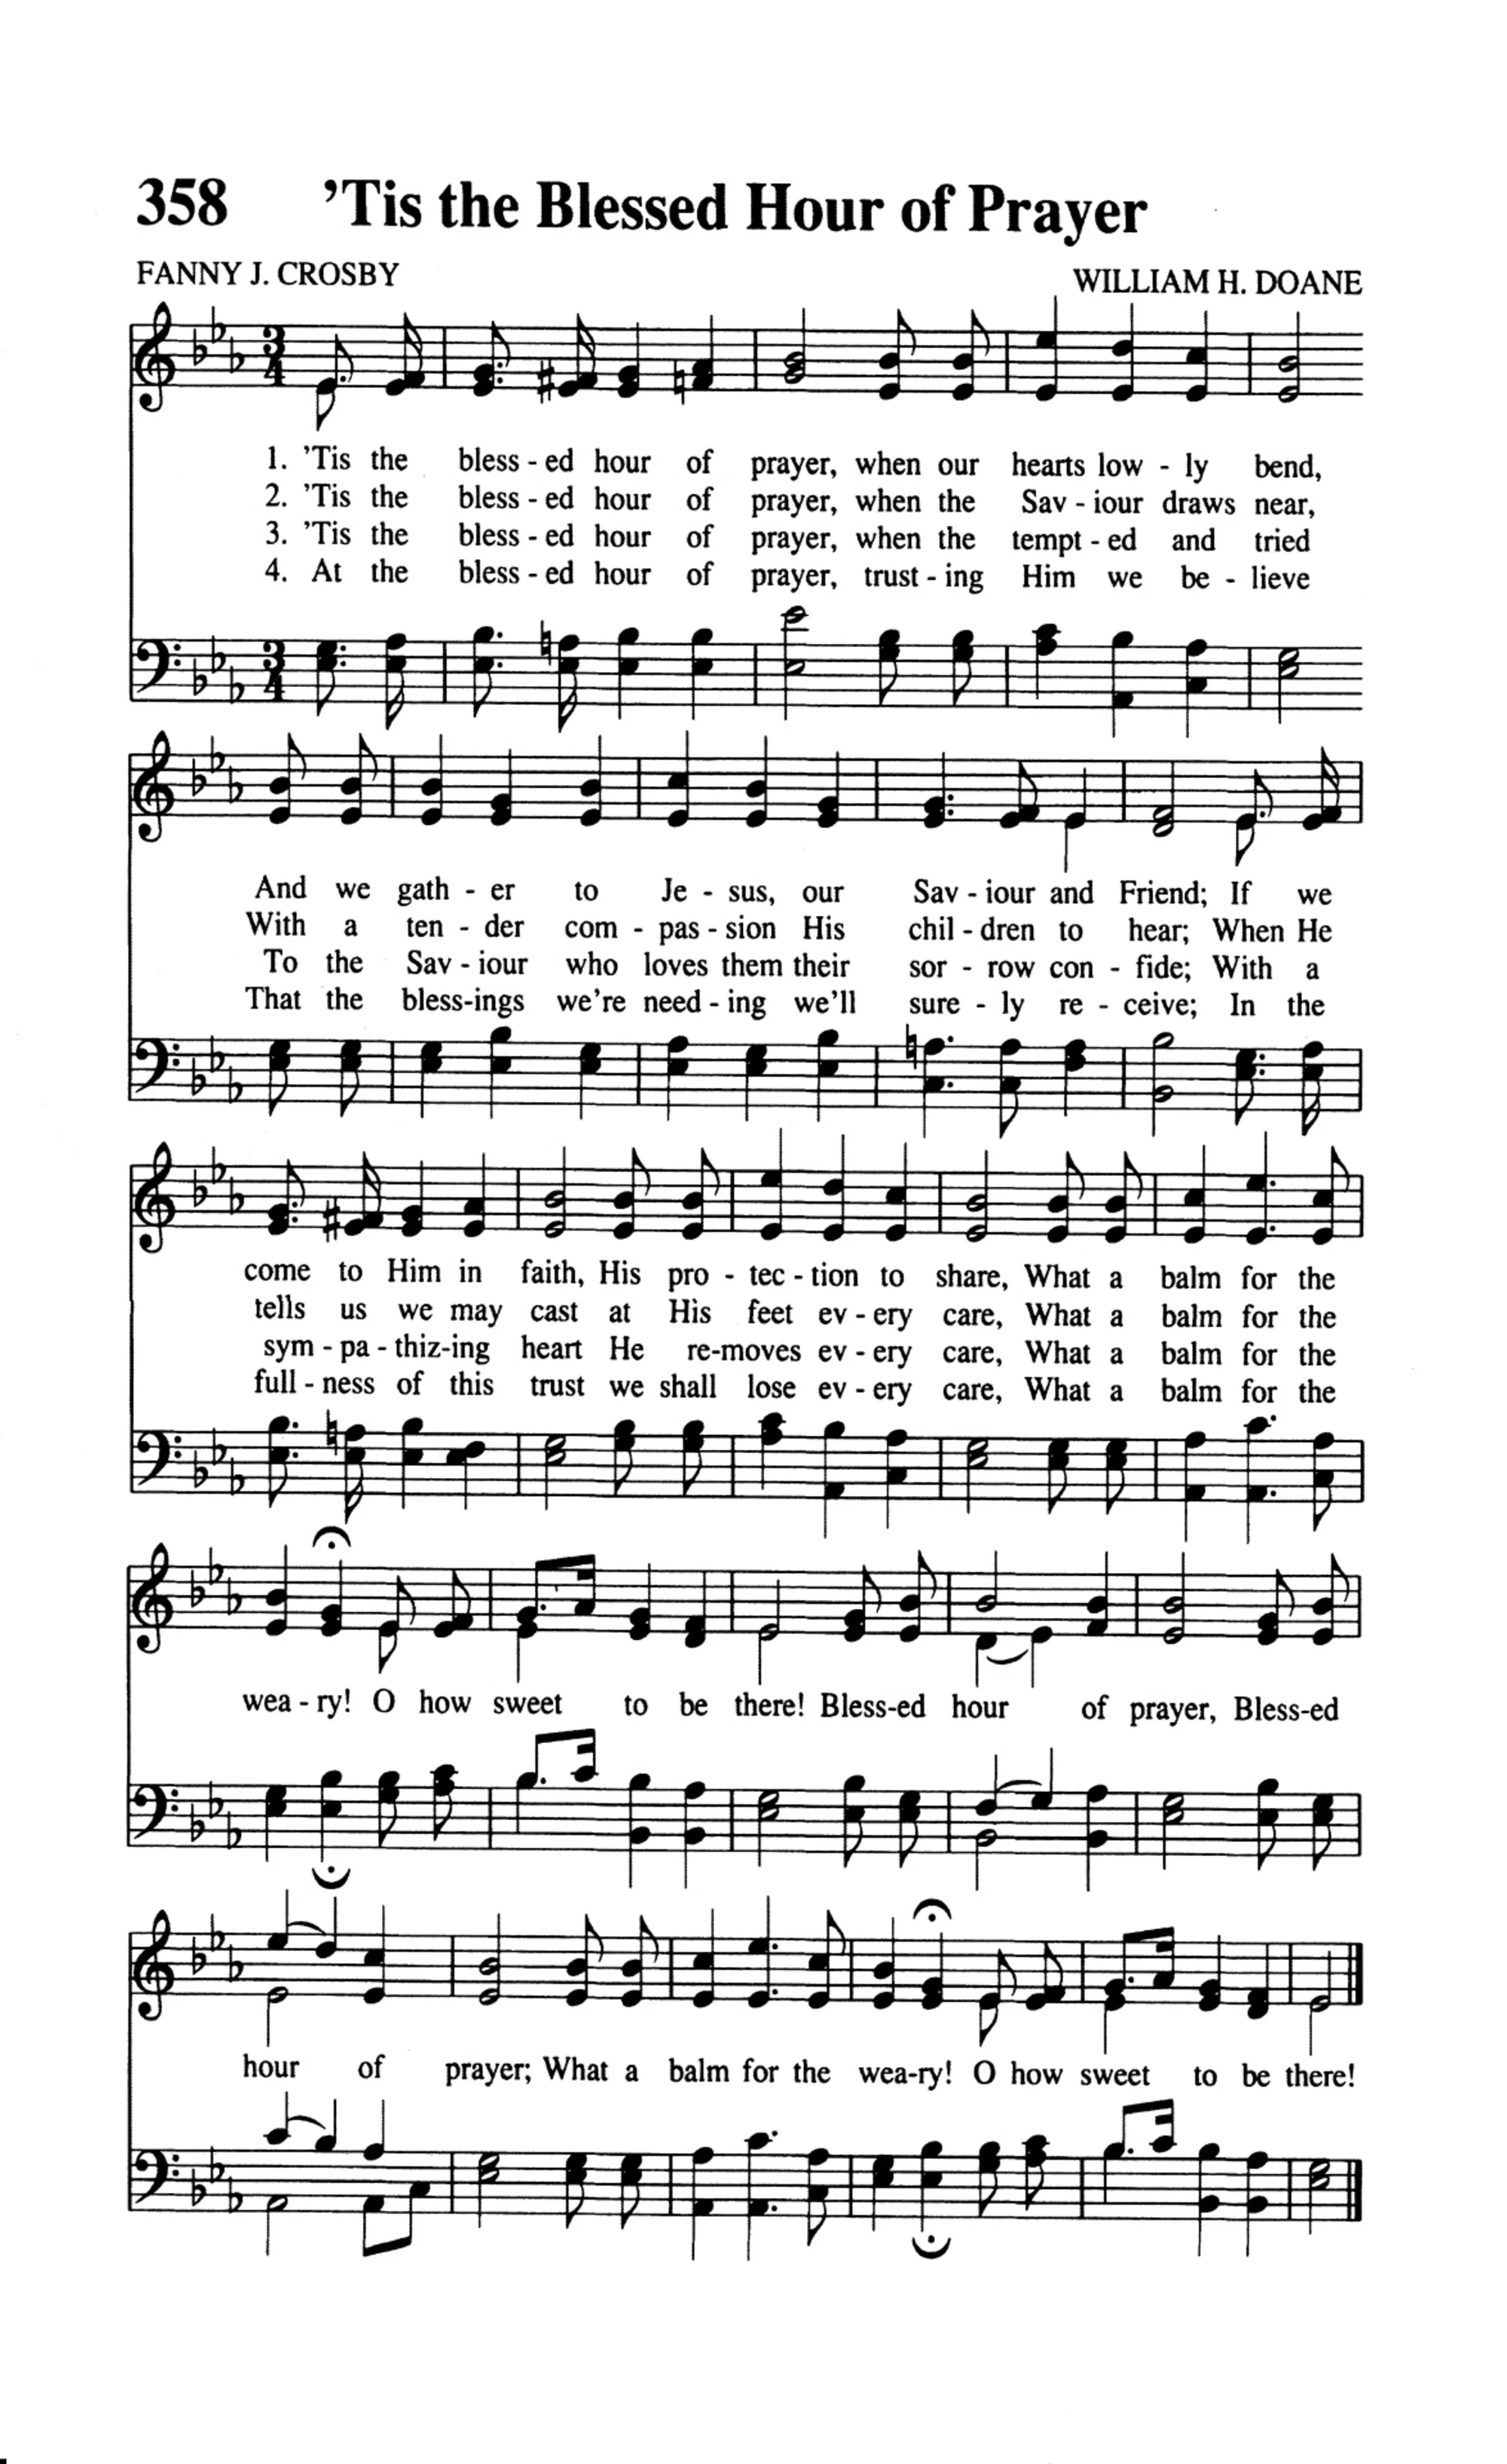 358 ’Tis the Blessed Hour of Prayer
FANNY J. CROSBY WILLIAM H. DOANE
1. ’Tis the bless - ed hour of prayer, when our hearts low - ly bend,
2. ’Tis the bless - ed hour of prayer, when the Sav - iour draws near,
3. ’Tis the bless - ed hour of prayer, when the tempt - ed and tried
4. At the bless - ed hour of prayer, trust - ing Him we be - lieve
And we gath - er to Je - sus, our Sav - iour and Friend; If we
With a ten - der com - pas - sion His chil - dren to hear; When He
To the Sav - iour who loves them their sor - row con - fide; With a
That the bless-ings we’re need - ing we’ll sure - ly re - ceive; In the
come to Him in faith, His pro - tec - tion to share, What a balm for the
tells us we may cast at His feet ev - ery care, What a balm for the
sym - pa - thiz-ing heart He re-moves ev - ery care, What a balm for the
full - ness of this trust we shall lose ev - ery care, What a balm for the
wea - ry! O how sweet to be there! Bless-ed hour of prayer, Bless-ed
hour of prayer; What a balm for the wea-ry! O how sweet to be there!